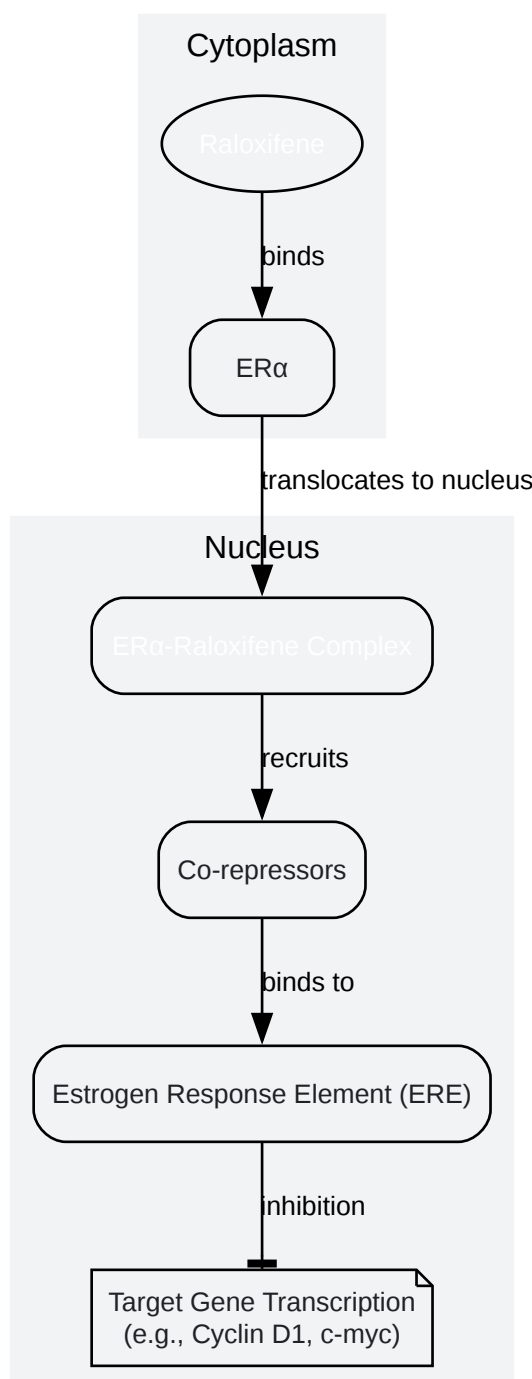 Cytoplasm
Raloxifene
binds
ERα
translocates to nucleus
Nucleus
ERα-Raloxifene Complex
recruits
Co-repressors
binds to
Estrogen Response Element (ERE)
inhibition
Target Gene Transcription
(e.g., Cyclin D1, c-myc)